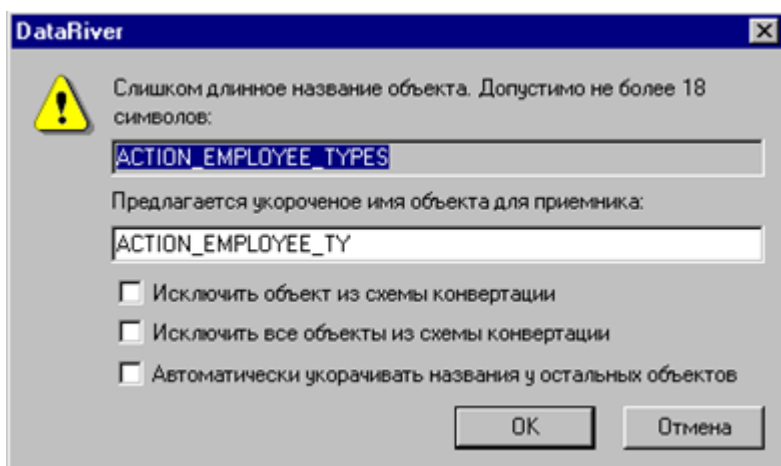 DataRiver
Слишком длинное название объекта. Допустимо не более 18
символов:
ACTION_EMPLOYEE_TYPES
Предлагается укороченое имя объекта для приемника:
ACTION_EMPLOYEE_TY
Исключить объект из схемы конвертации
Исключить все объекты из схемы конвертации
Автоматически укорачивать названия у остальных объектов
OK
Отмена